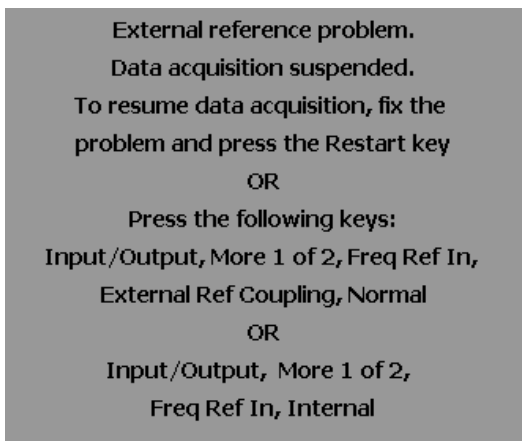 External reference problem.
Data acquisition suspended.
To resume data acquisition, fix the
problem and press the Restart key
OR
Press the following keys:
Input/Output, More 1 of 2, Freq Ref In,
External Ref Coupling, Normal
OR
Input/Output, More 1 of 2,
Freq Ref In, Internal